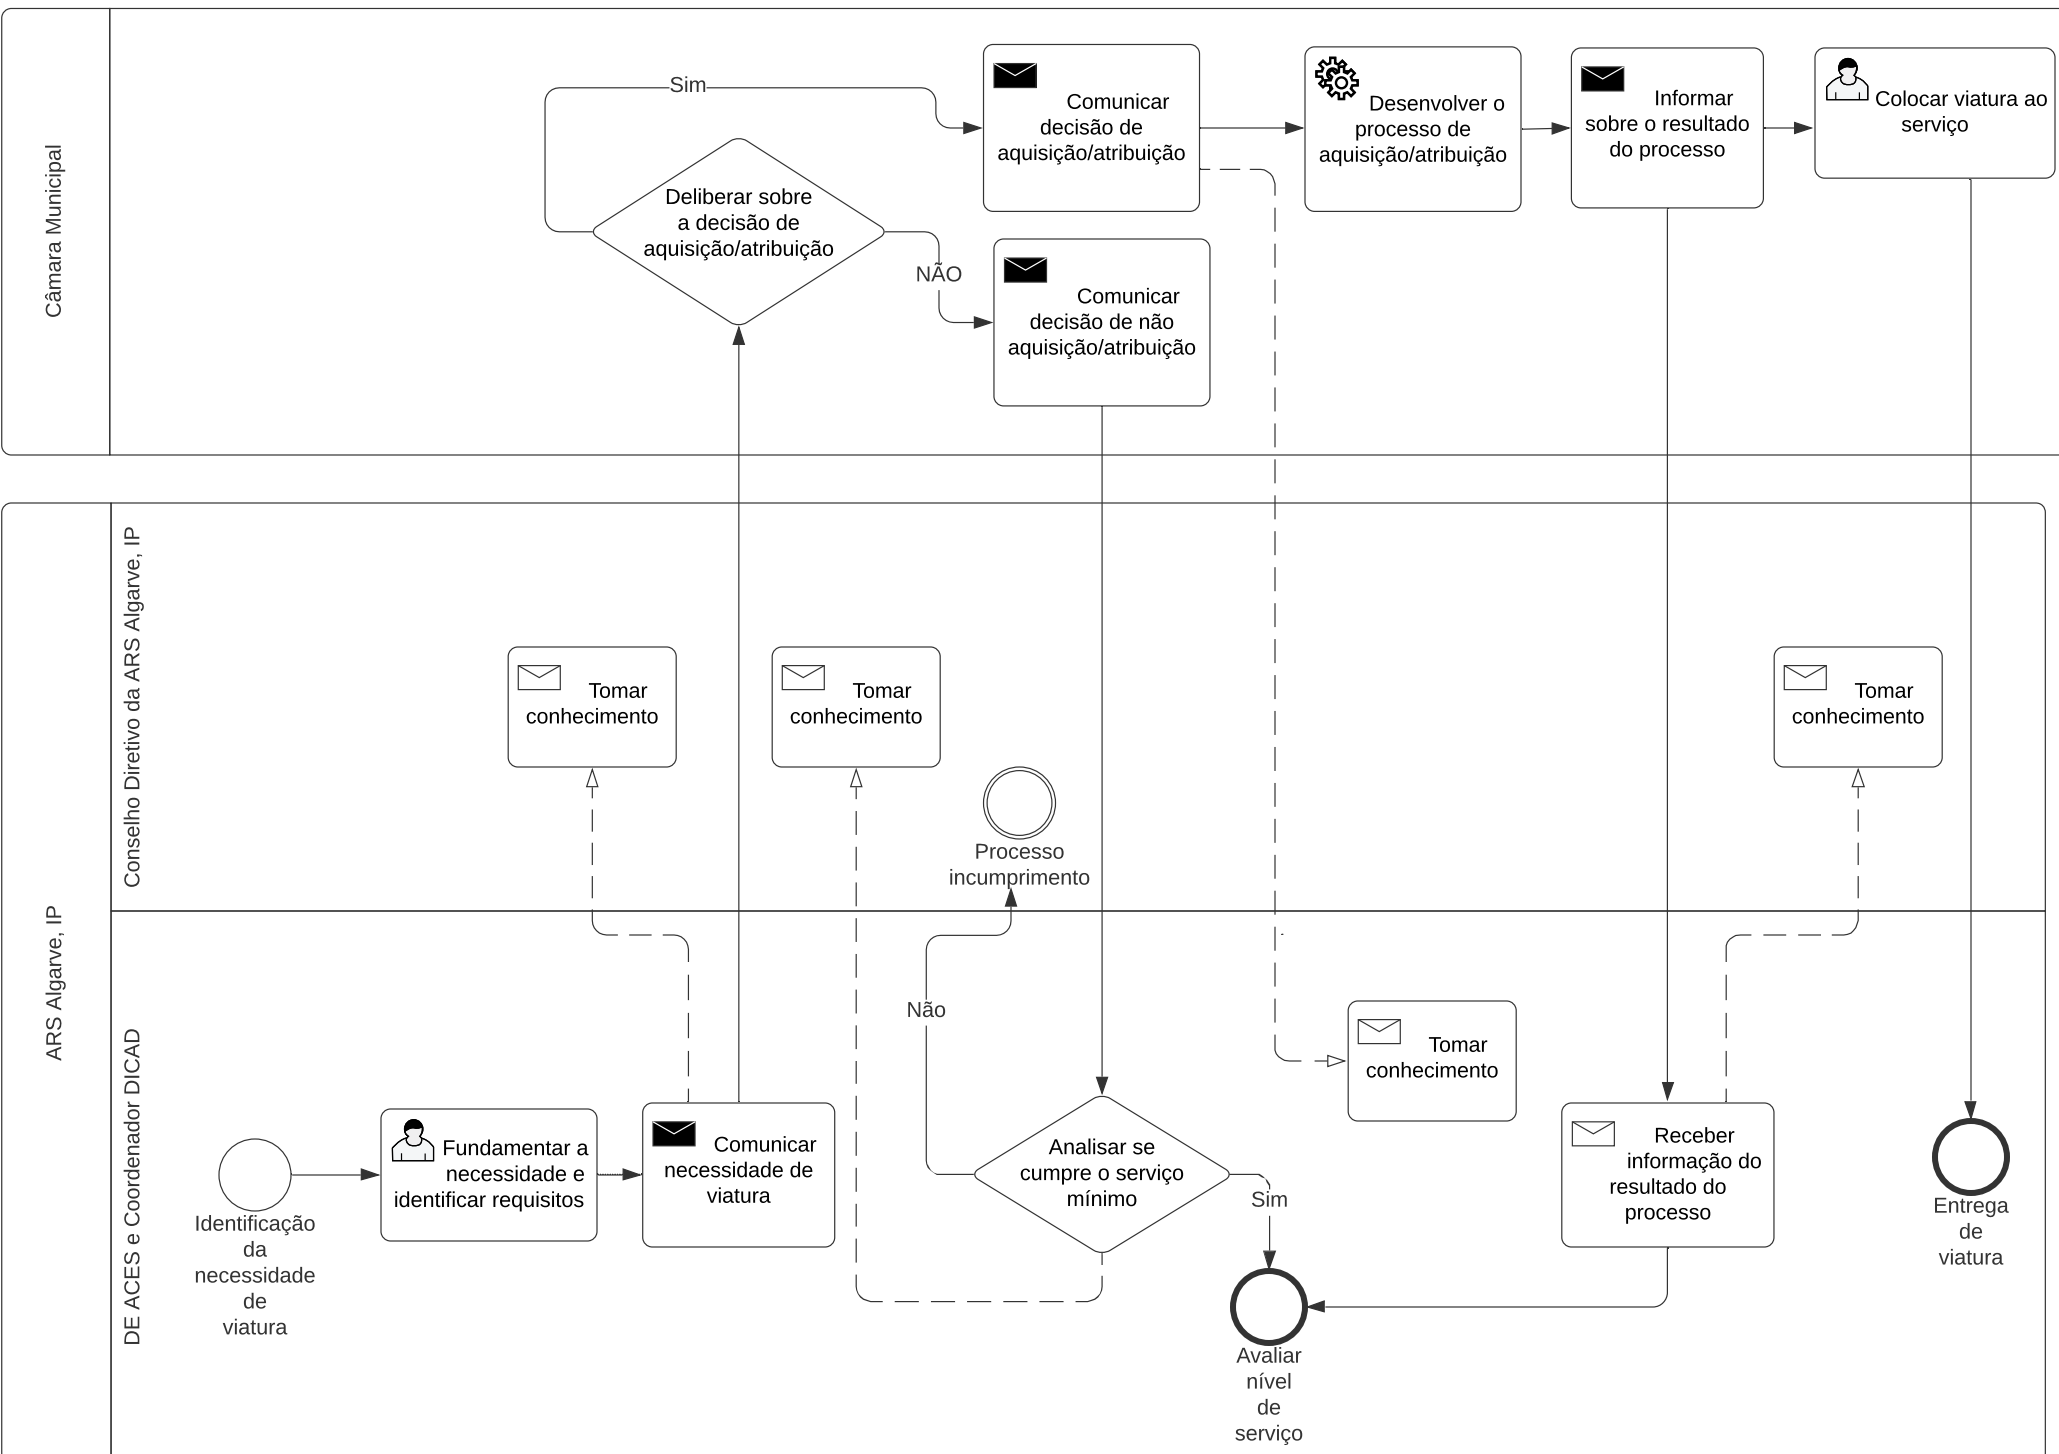 Câmara Municipal
Sim
Deliberar sobre
a decisão de
aquisição/atribuição
NÃO
Comunicar
decisão de
aquisição/atribuição
Comunicar
decisão de não
aquisição/atribuição
Desenvolver o
processo de
aquisição/atribuição
Informar
sobre o resultado
do processo
Colocar viatura ao
serviço
ARS Algarve, IP
Conselho Diretivo da ARS Algarve, IP
Tomar
conhecimento
Tomar
conhecimento
Processo
incumprimento
Tomar
conhecimento
DE ACES e Coordenador DICAD
Identificação
da
necessidade
de
viatura
Fundamentar a
necessidade e
identificar requisitos
Comunicar
necessidade de
viatura
Não
Analisar se
cumpre o serviço
mínimo
Sim
Avaliar
nível
de
serviço
Tomar
conhecimento
Receber
informação do
resultado do
processo
Entrega
de
viatura